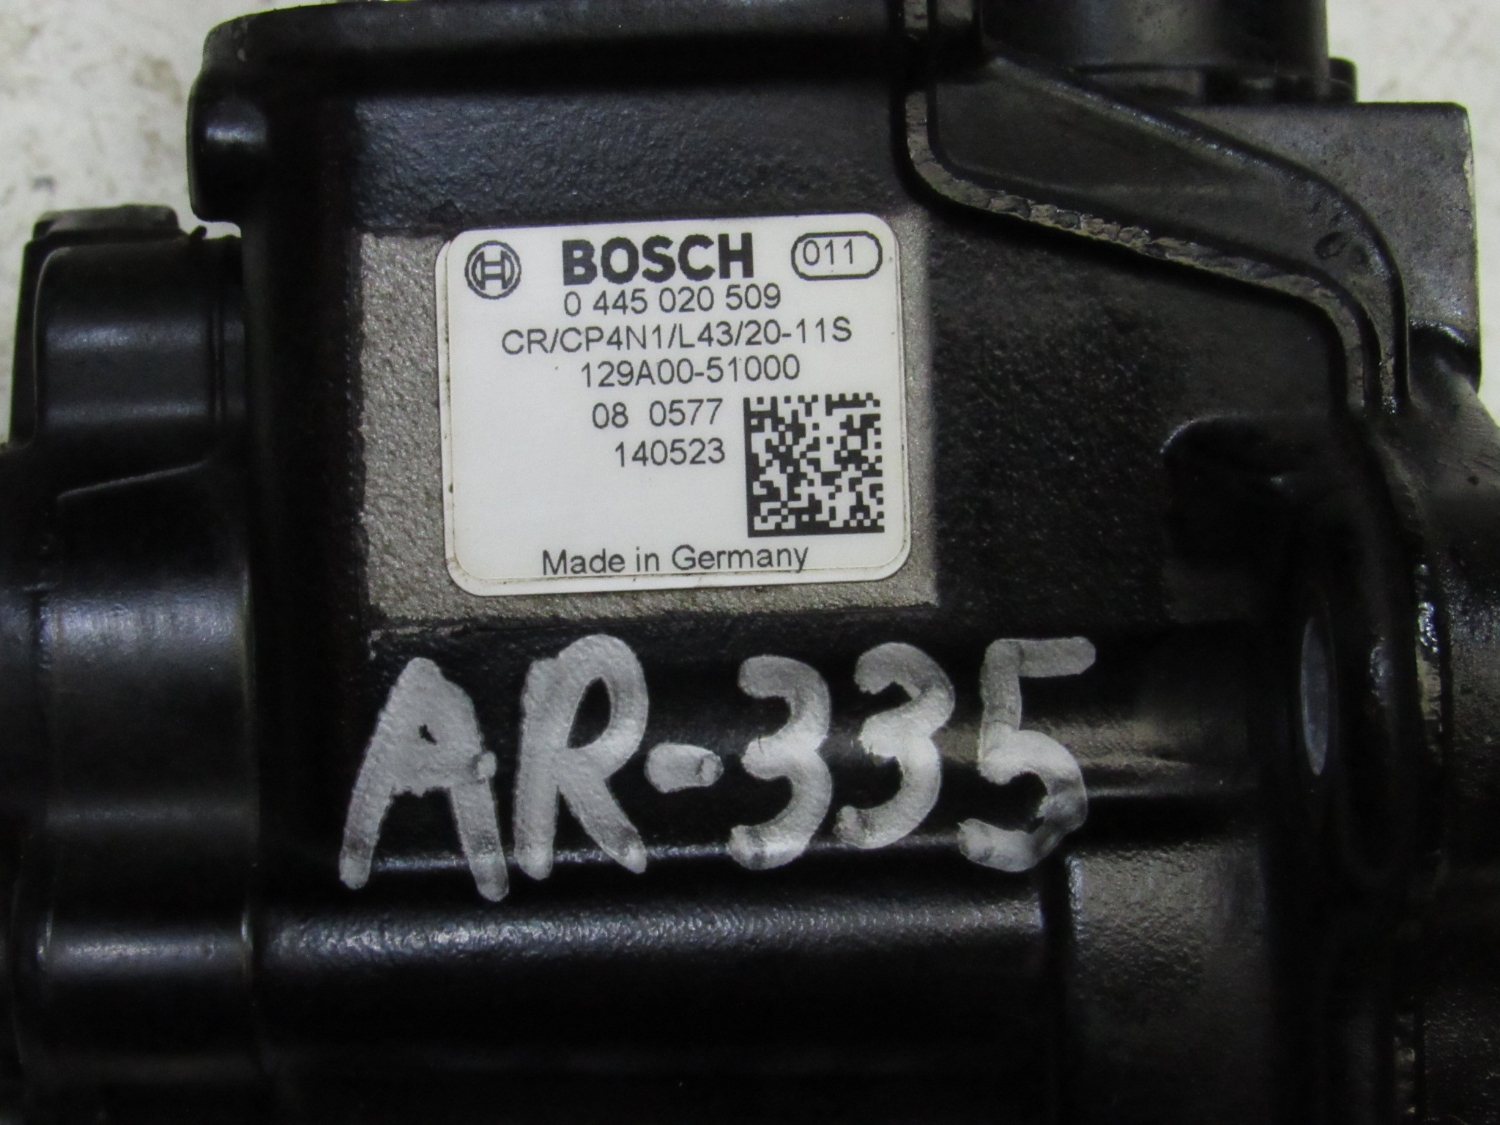 BOSCH 011
0 445 020 509
CR/CP4N1/L43/20-11S
129A00-51000
08 0577
140523
Made in Germany
AR-335